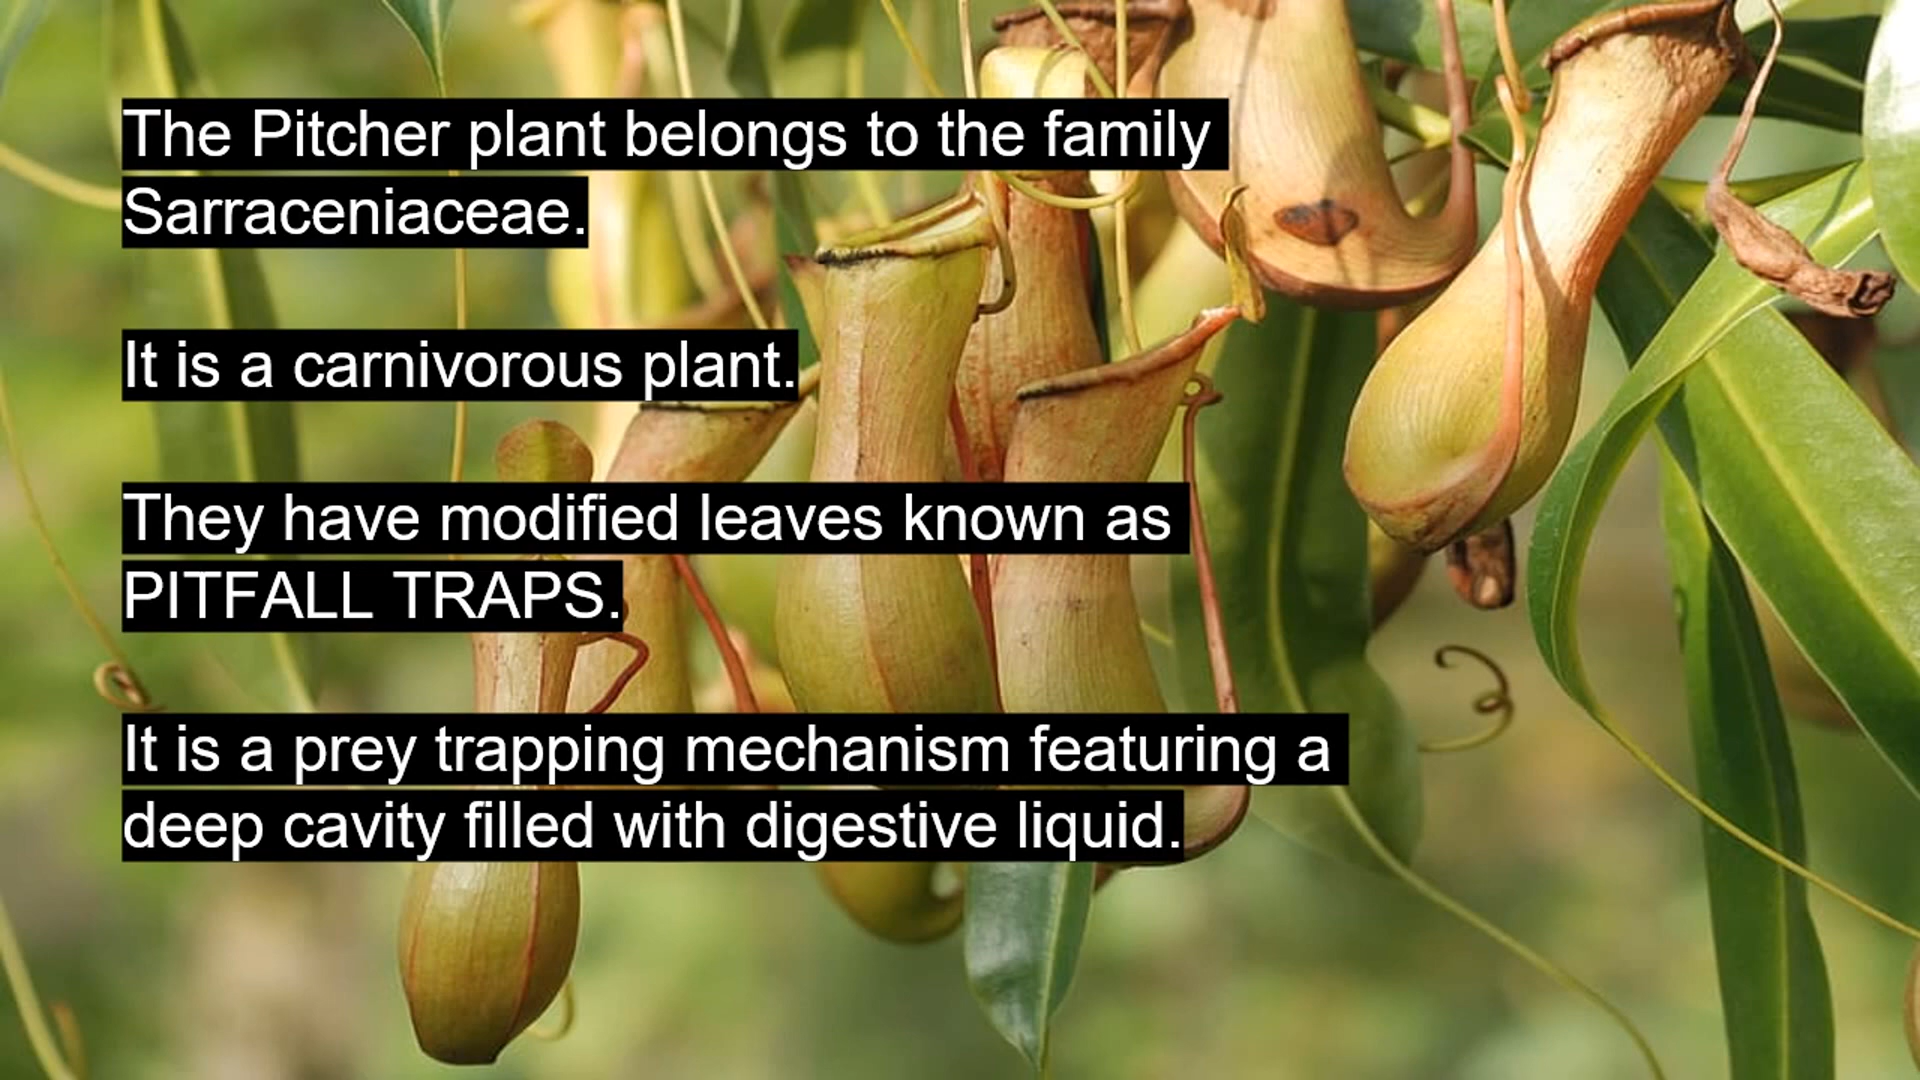 The Pitcher plant belongs to the family
Sarraceniaceae.
It is a carnivorous plant.
They have modified leaves known as
PITFALL TRAPS.
It is a prey trapping mechanism featuring a
deep cavity filled with digestive liquid.